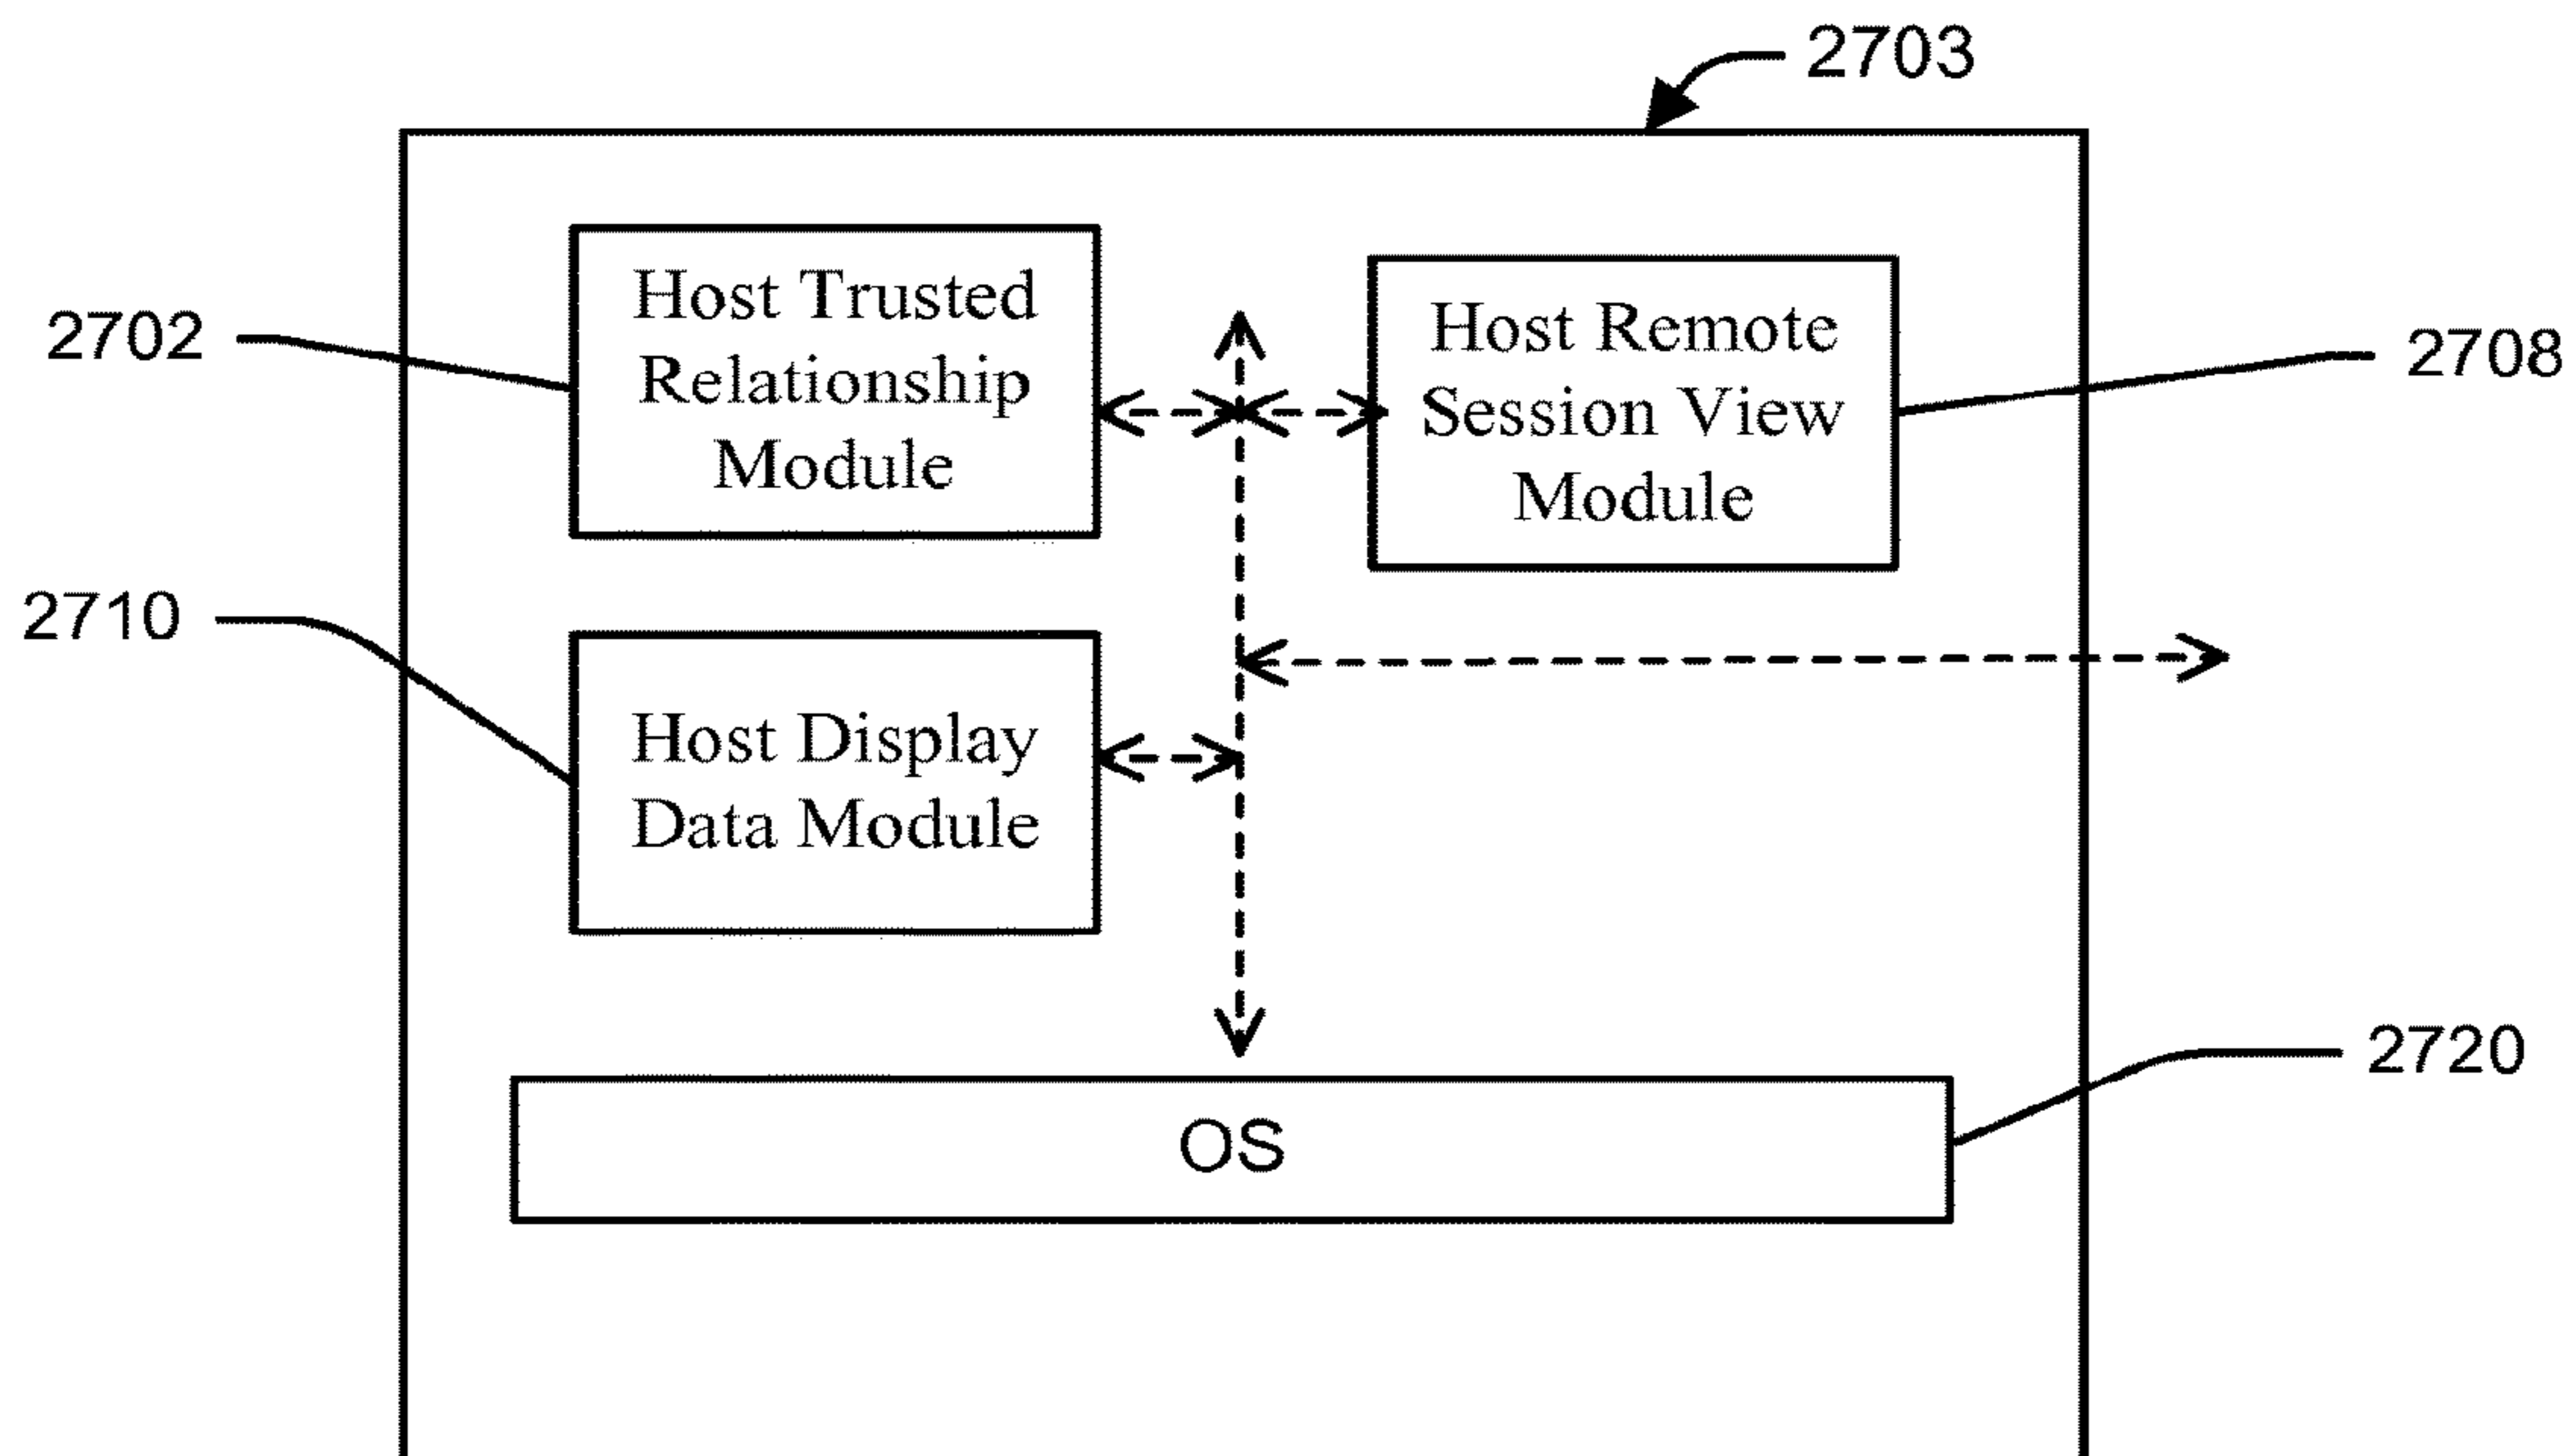 2703
Host Trusted
Relationship
Module
2702
Host Remote
Session View
Module
2708
2710
Host Display
Data Module
2720
OS